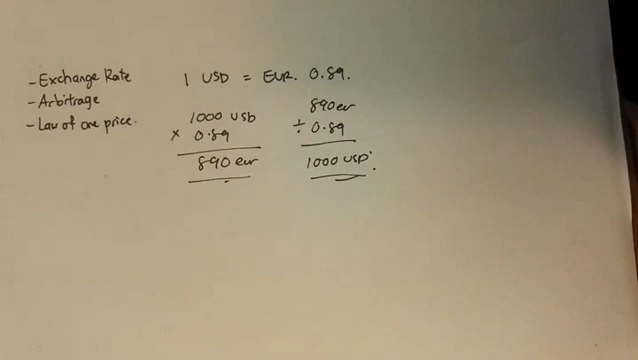 - Exchange Rate
- Arbitrage
- Law of one price.
1 USD = EUR. 0.89.
1000 USD
× 0.89
890 eur
890 eur
÷ 0.89
1000 USD.